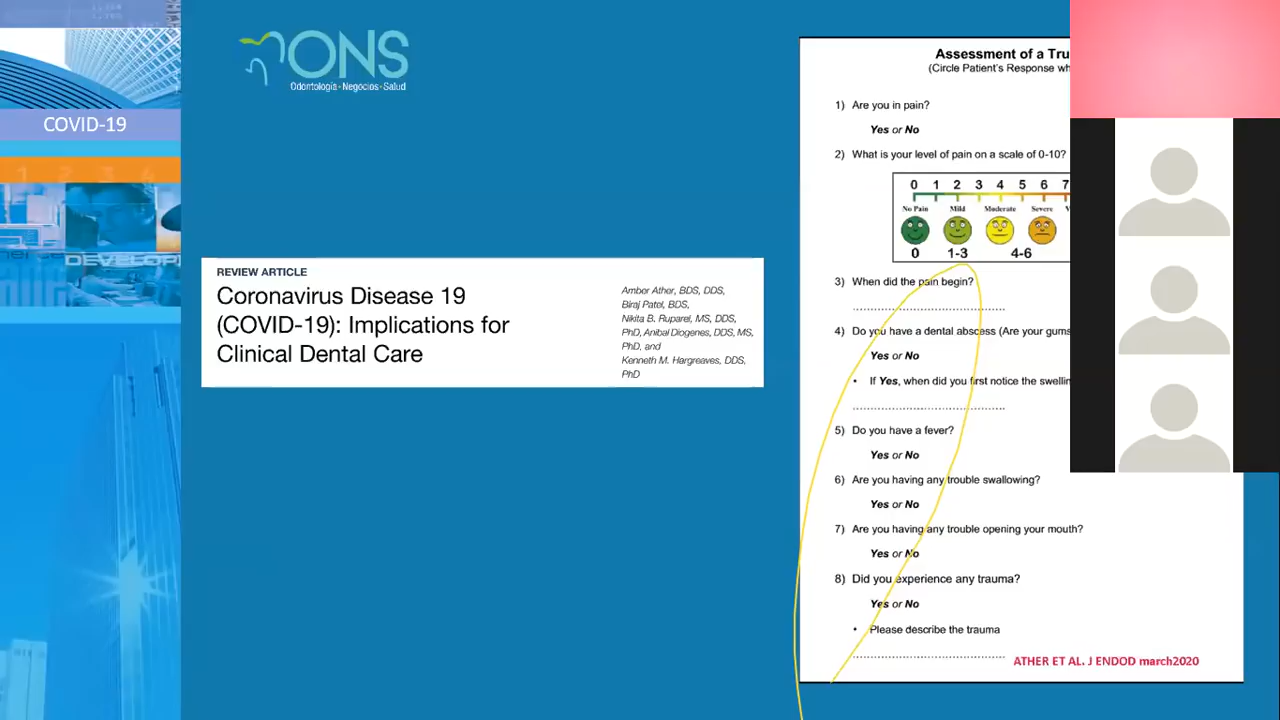 ONS
Odontología - Negocios - Salud
COVID-19
1 2 3 4
DEVELOP
REVIEW ARTICLE
Coronavirus Disease 19
(COVID-19): Implications for
Clinical Dental Care
Amber Ather, BDS, DDS,
Biraj Patel, BDS,
Nikita B. Ruparel, MS, DDS,
PhD, Anibal Diogenes, DDS, MS,
PhD, and
Kenneth M. Hargreaves, DDS,
PhD
Assessment of a Tru
(Circle Patient's Response wh
1) Are you in pain?
Yes or No
2) What is your level of pain on a scale of 0-10?
0 1 2 3 4 5 6 7
No Pain Mild Moderate Severe
0 1-3 4-6
3) When did the pain begin?
4) Do you have a dental abscess (Are your gums
Yes or No
• If Yes, when did you first notice the swellin
5) Do you have a fever?
Yes or No
6) Are you having any trouble swallowing?
Yes or No
7) Are you having any trouble opening your mouth?
Yes or No
8) Did you experience any trauma?
Yes or No
• Please describe the trauma
ATHER ET AL. J ENDOD march2020